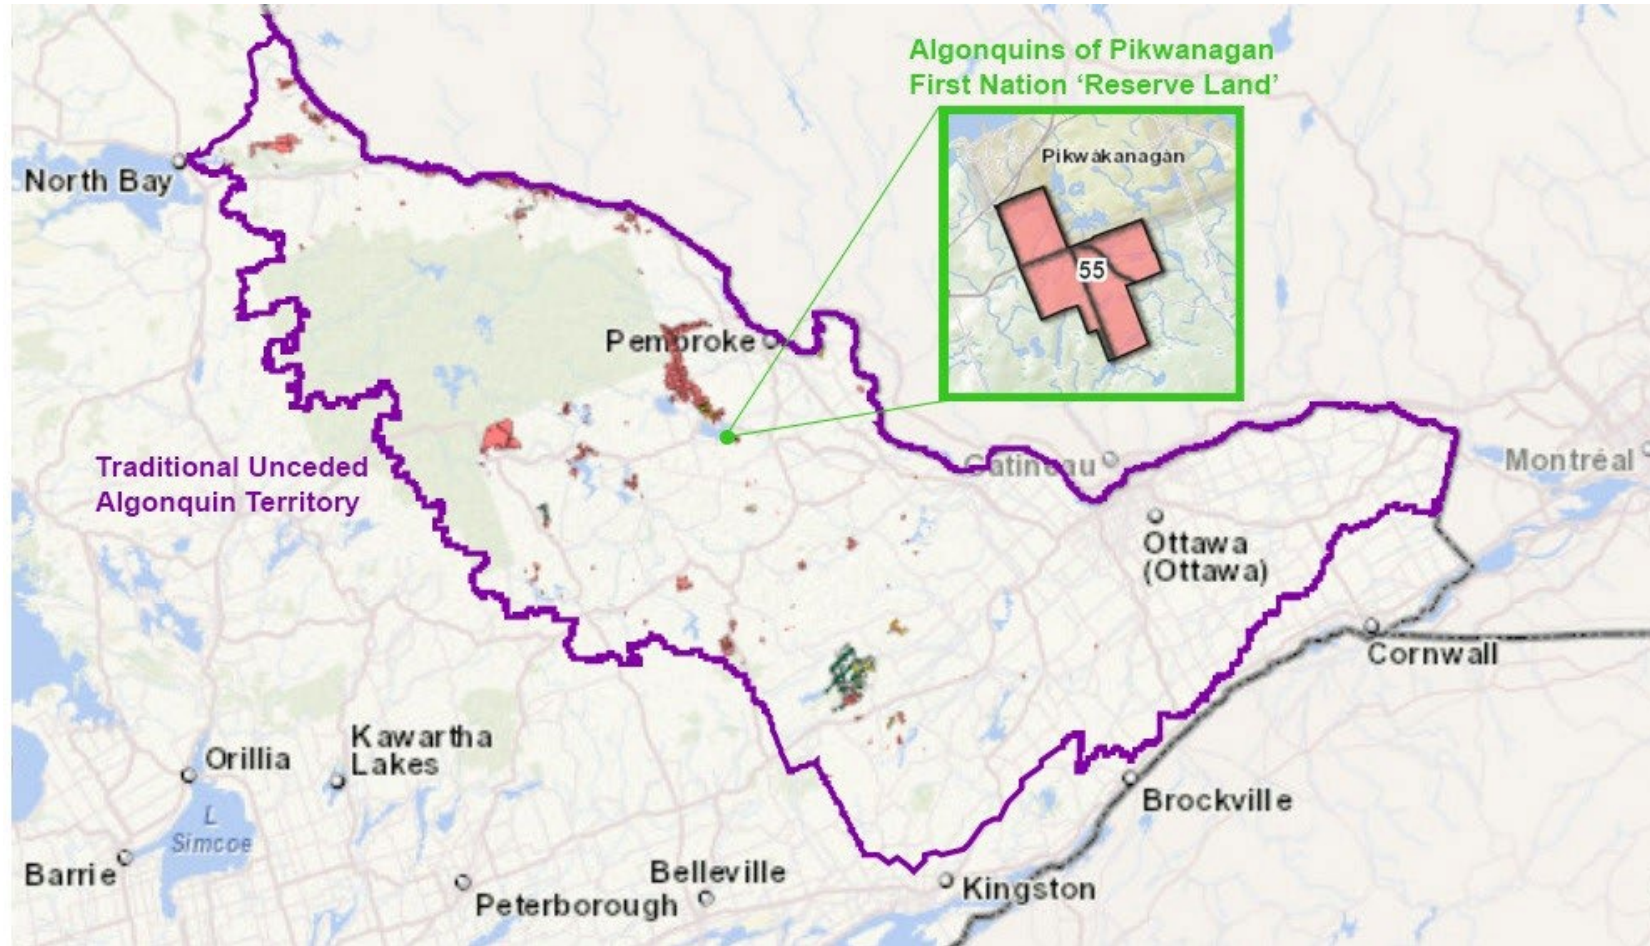 Algonquins of Pikwanagan
First Nation ‘Reserve Land’
Pikwàkanagàn
55
North Bay
Pembroke
Traditional Unceded
Algonquin Territory
Gatineau
Montréal
Ottawa
(Ottawa)
Cornwall
Kawartha
Lakes
Orillia
L
Simcoe
Brockville
Barrie
Belleville
Kingston
Peterborough